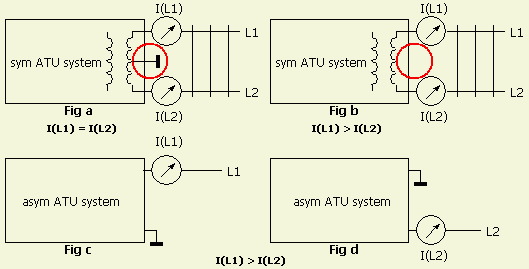 I(L1) I(L1)
L1 L1
sym ATU system sym ATU system
L2 L2
Fig a I(L2) Fig b I(L2)
I(L1) = I(L2) I(L1) > I(L2)
I(L1)
L1
asym ATU system asym ATU system
L2
Fig c Fig d I(L2)
I(L1) > I(L2)